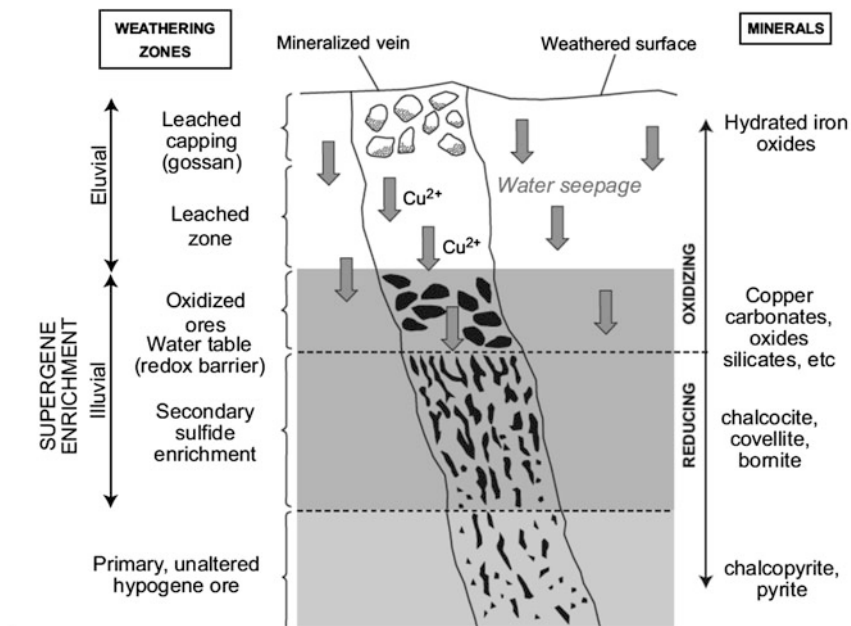 WEATHERING
ZONES
Mineralized vein
Weathered surface
MINERALS
Leached
capping
(gossan)
Hydrated iron
oxides
Eluvial
Water seepage
Cu²⁺
Leached
zone
Cu²⁺
OXIDIZING
Oxidized
ores
Water table
(redox barrier)
Copper
carbonates,
oxides
silicates, etc
SUPERGENE
ENRICHMENT
Illuvial
Secondary
sulfide
enrichment
REDUCING
chalcocite,
covellite,
bornite
Primary, unaltered
hypogene ore
chalcopyrite,
pyrite